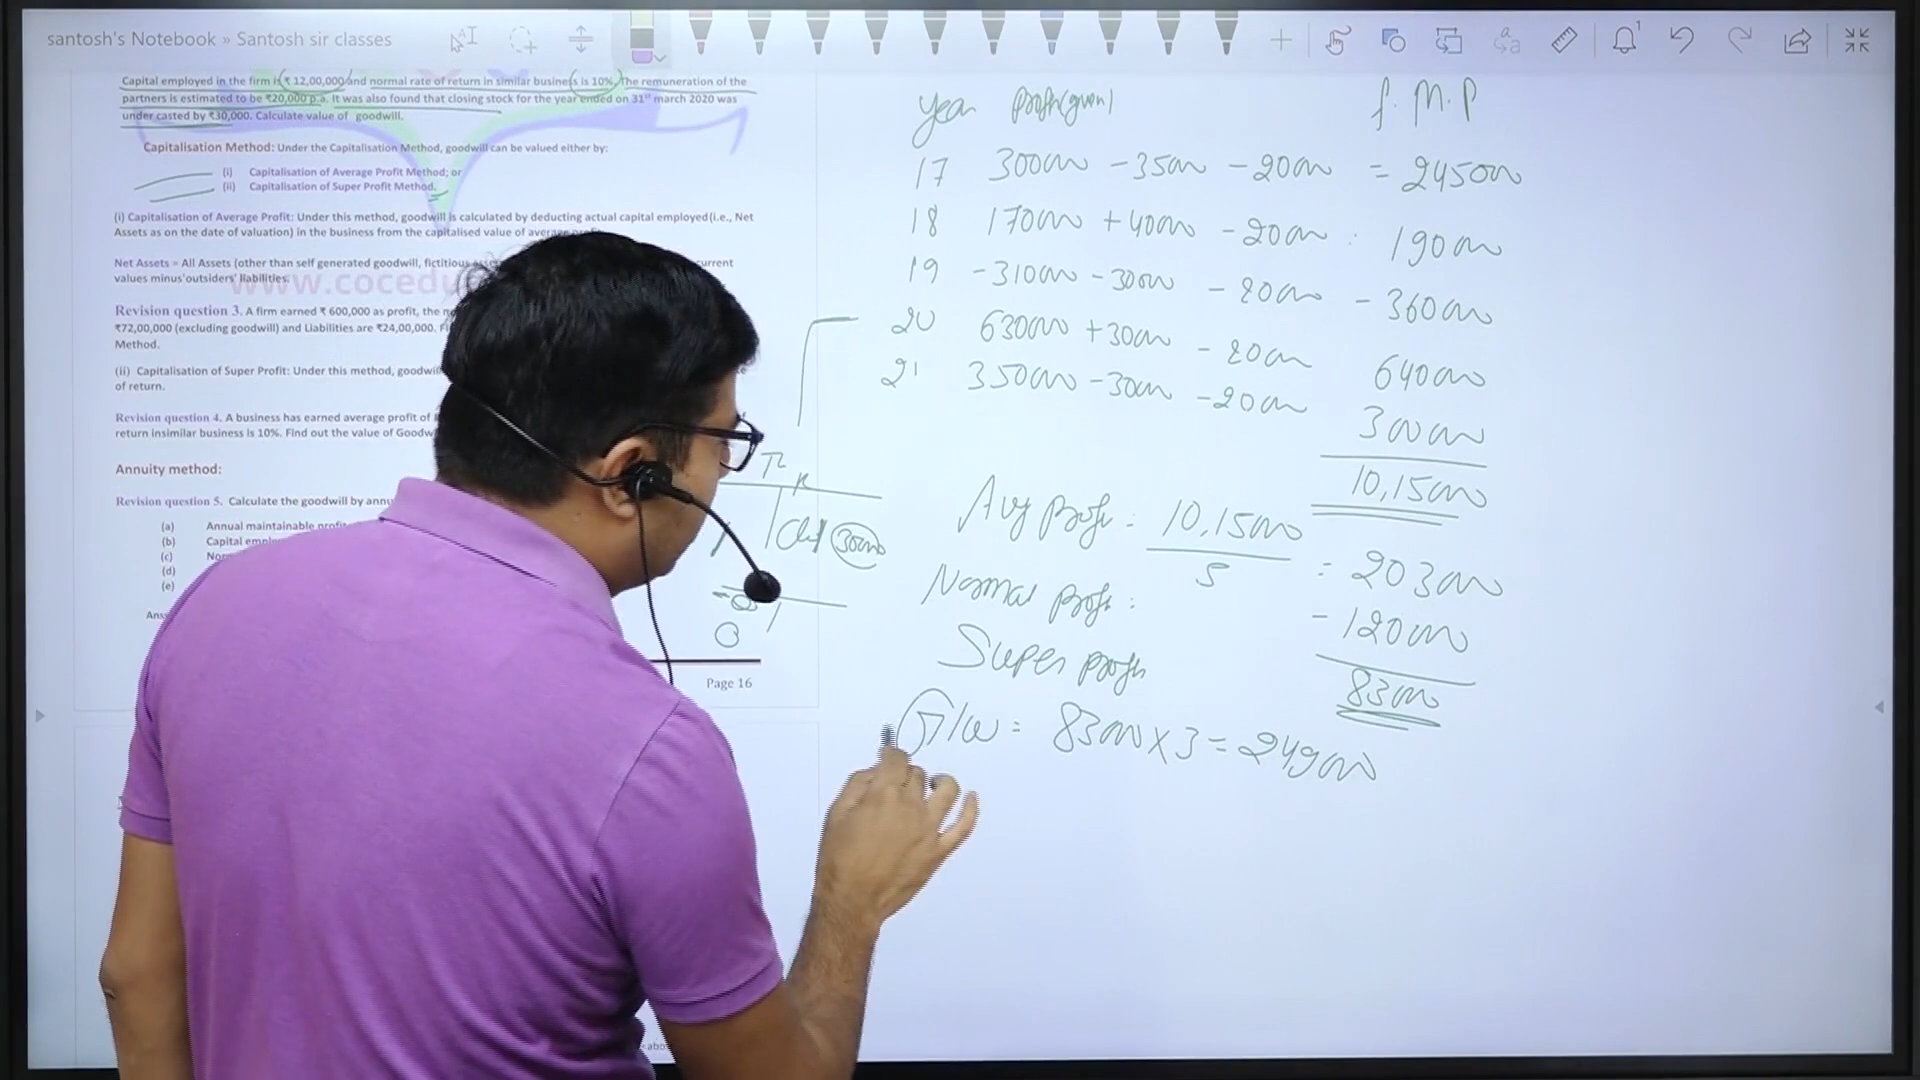 santosh's Notebook » Santosh sir classes
Capital employed in the firm is ₹ 12,00,000 and normal rate of return in similar business is 10%. The remuneration of the
partners is estimated to be ₹20,000 p.a. It was also found that closing stock for the year ended on 31st march 2020 was
under casted by ₹30,000. Calculate value of goodwill.
Capitalisation Method: Under the Capitalisation Method, goodwill can be valued either by:
(i) Capitalisation of Average Profit Method; or
(ii) Capitalisation of Super Profit Method.
(i) Capitalisation of Average Profit: Under this method, goodwill is calculated by deducting actual capital employed(i.e., Net
Assets as on the date of valuation) in the business from the capitalised value of average
Net Assets = All Assets (other than self generated goodwill, fictitious current
values minus outsiders' liabilities.
Revision question 3. A firm earned ₹ 600,000 as profit, the
₹72,00,000 (excluding goodwill) and Liabilities are ₹24,00,000.
Method.
(ii) Capitalisation of Super Profit: Under this method,
of return.
Revision question 4. A business has earned average profit of
return insimilar business is 10%. Find out the value of
Annuity method:
Revision question 5. Calculate the goodwill by
(a) Annual maintainable
(b) Capital
(c)
(d)
(e)
Page 16
year profit(given) F.M.P
17 300000 - 35000 - 20000 = 245000
18 170000 + 40000 - 20000 : 190000
19 - 310000 - 30000 - 20000 - 360000
20 630000 + 30000 - 20000 640000
21 350000 - 30000 - 20000 300000
10,15000
Avg profit : 10,15000
5
= 203000
Normal profit : - 120000
Super profit 83000
G/w = 83000 x 3 = 249000
30000